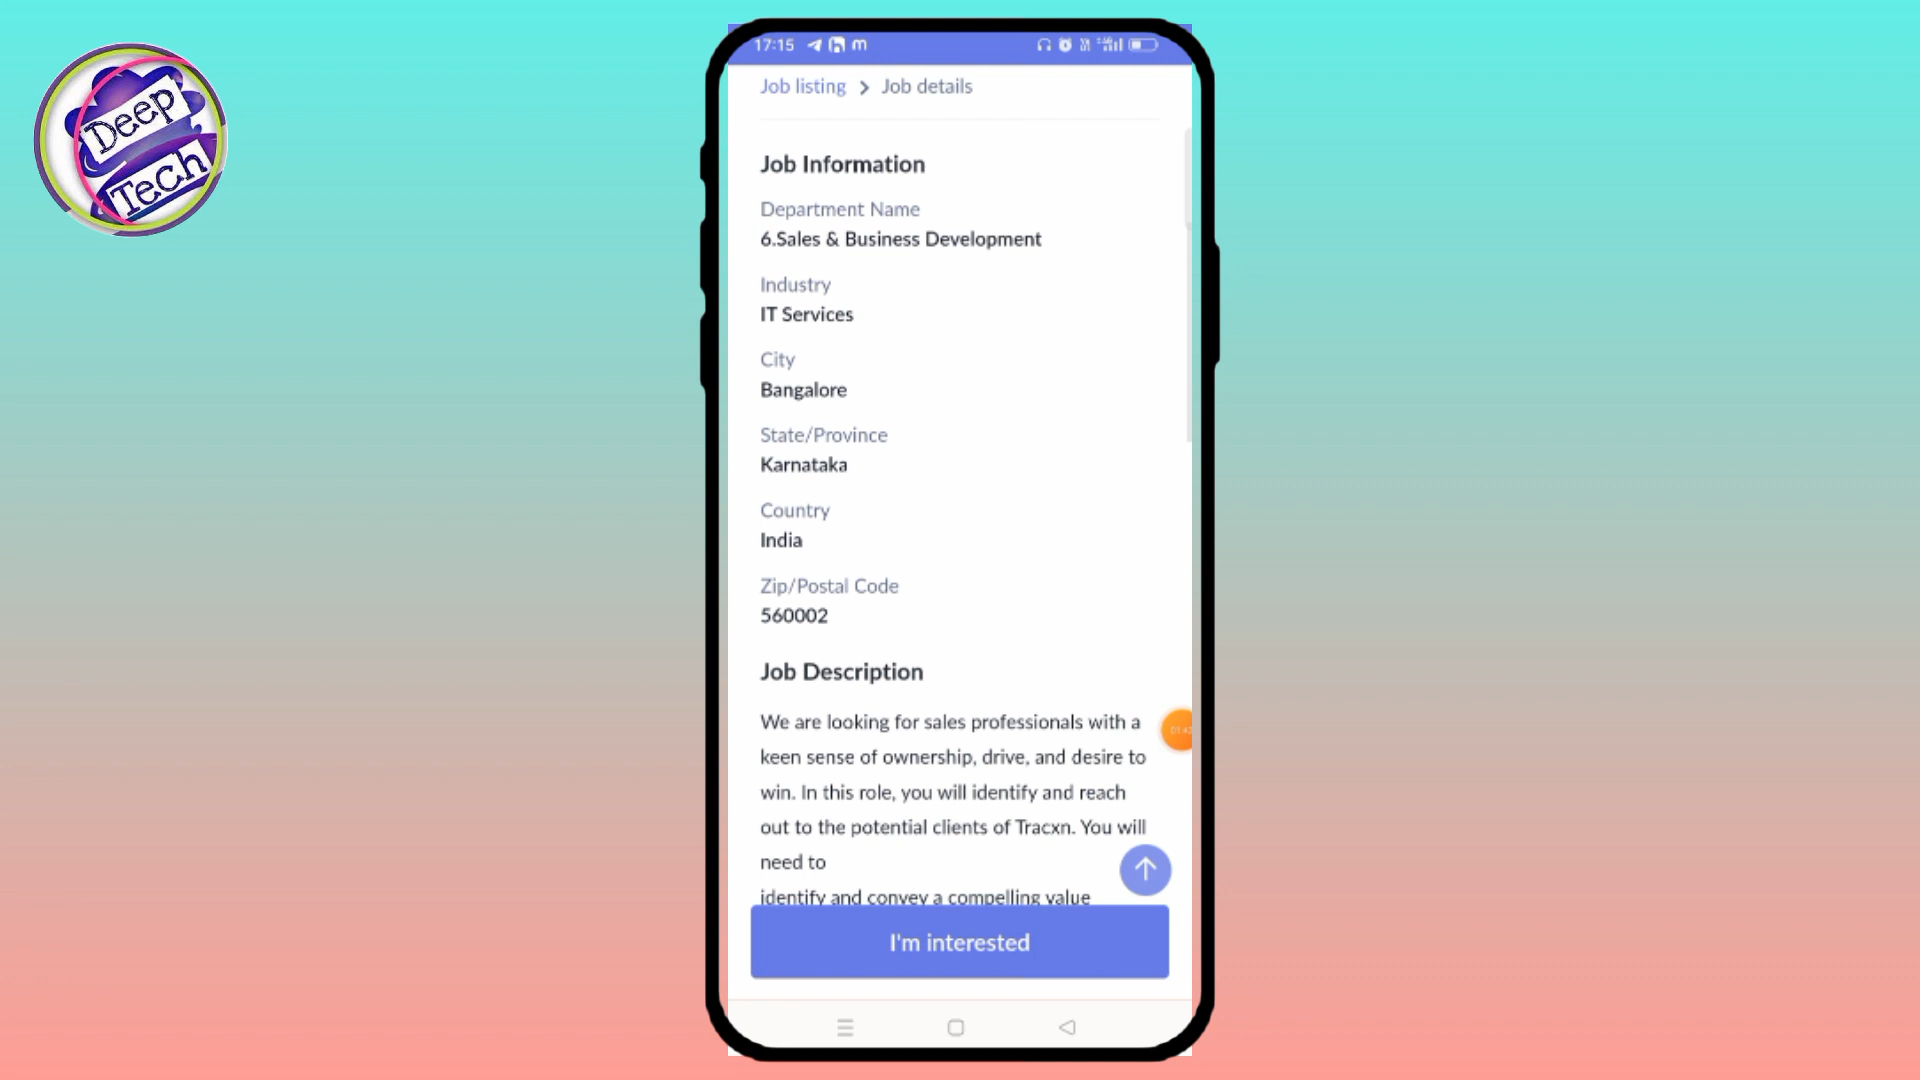 Deep
TeCh
17:15
Job listing > Job details
Job Information
Department Name
6.Sales & Business Development
Industry
IT Services
City
Bangalore
State/Province
Karnataka
Country
India
Zip/Postal Code
560002
Job Description
We are looking for sales professionals with a
keen sense of ownership, drive, and desire to
win. In this role, you will identify and reach
out to the potential clients of Tracxn. You will
need to
identify and convey a compelling value
I'm interested